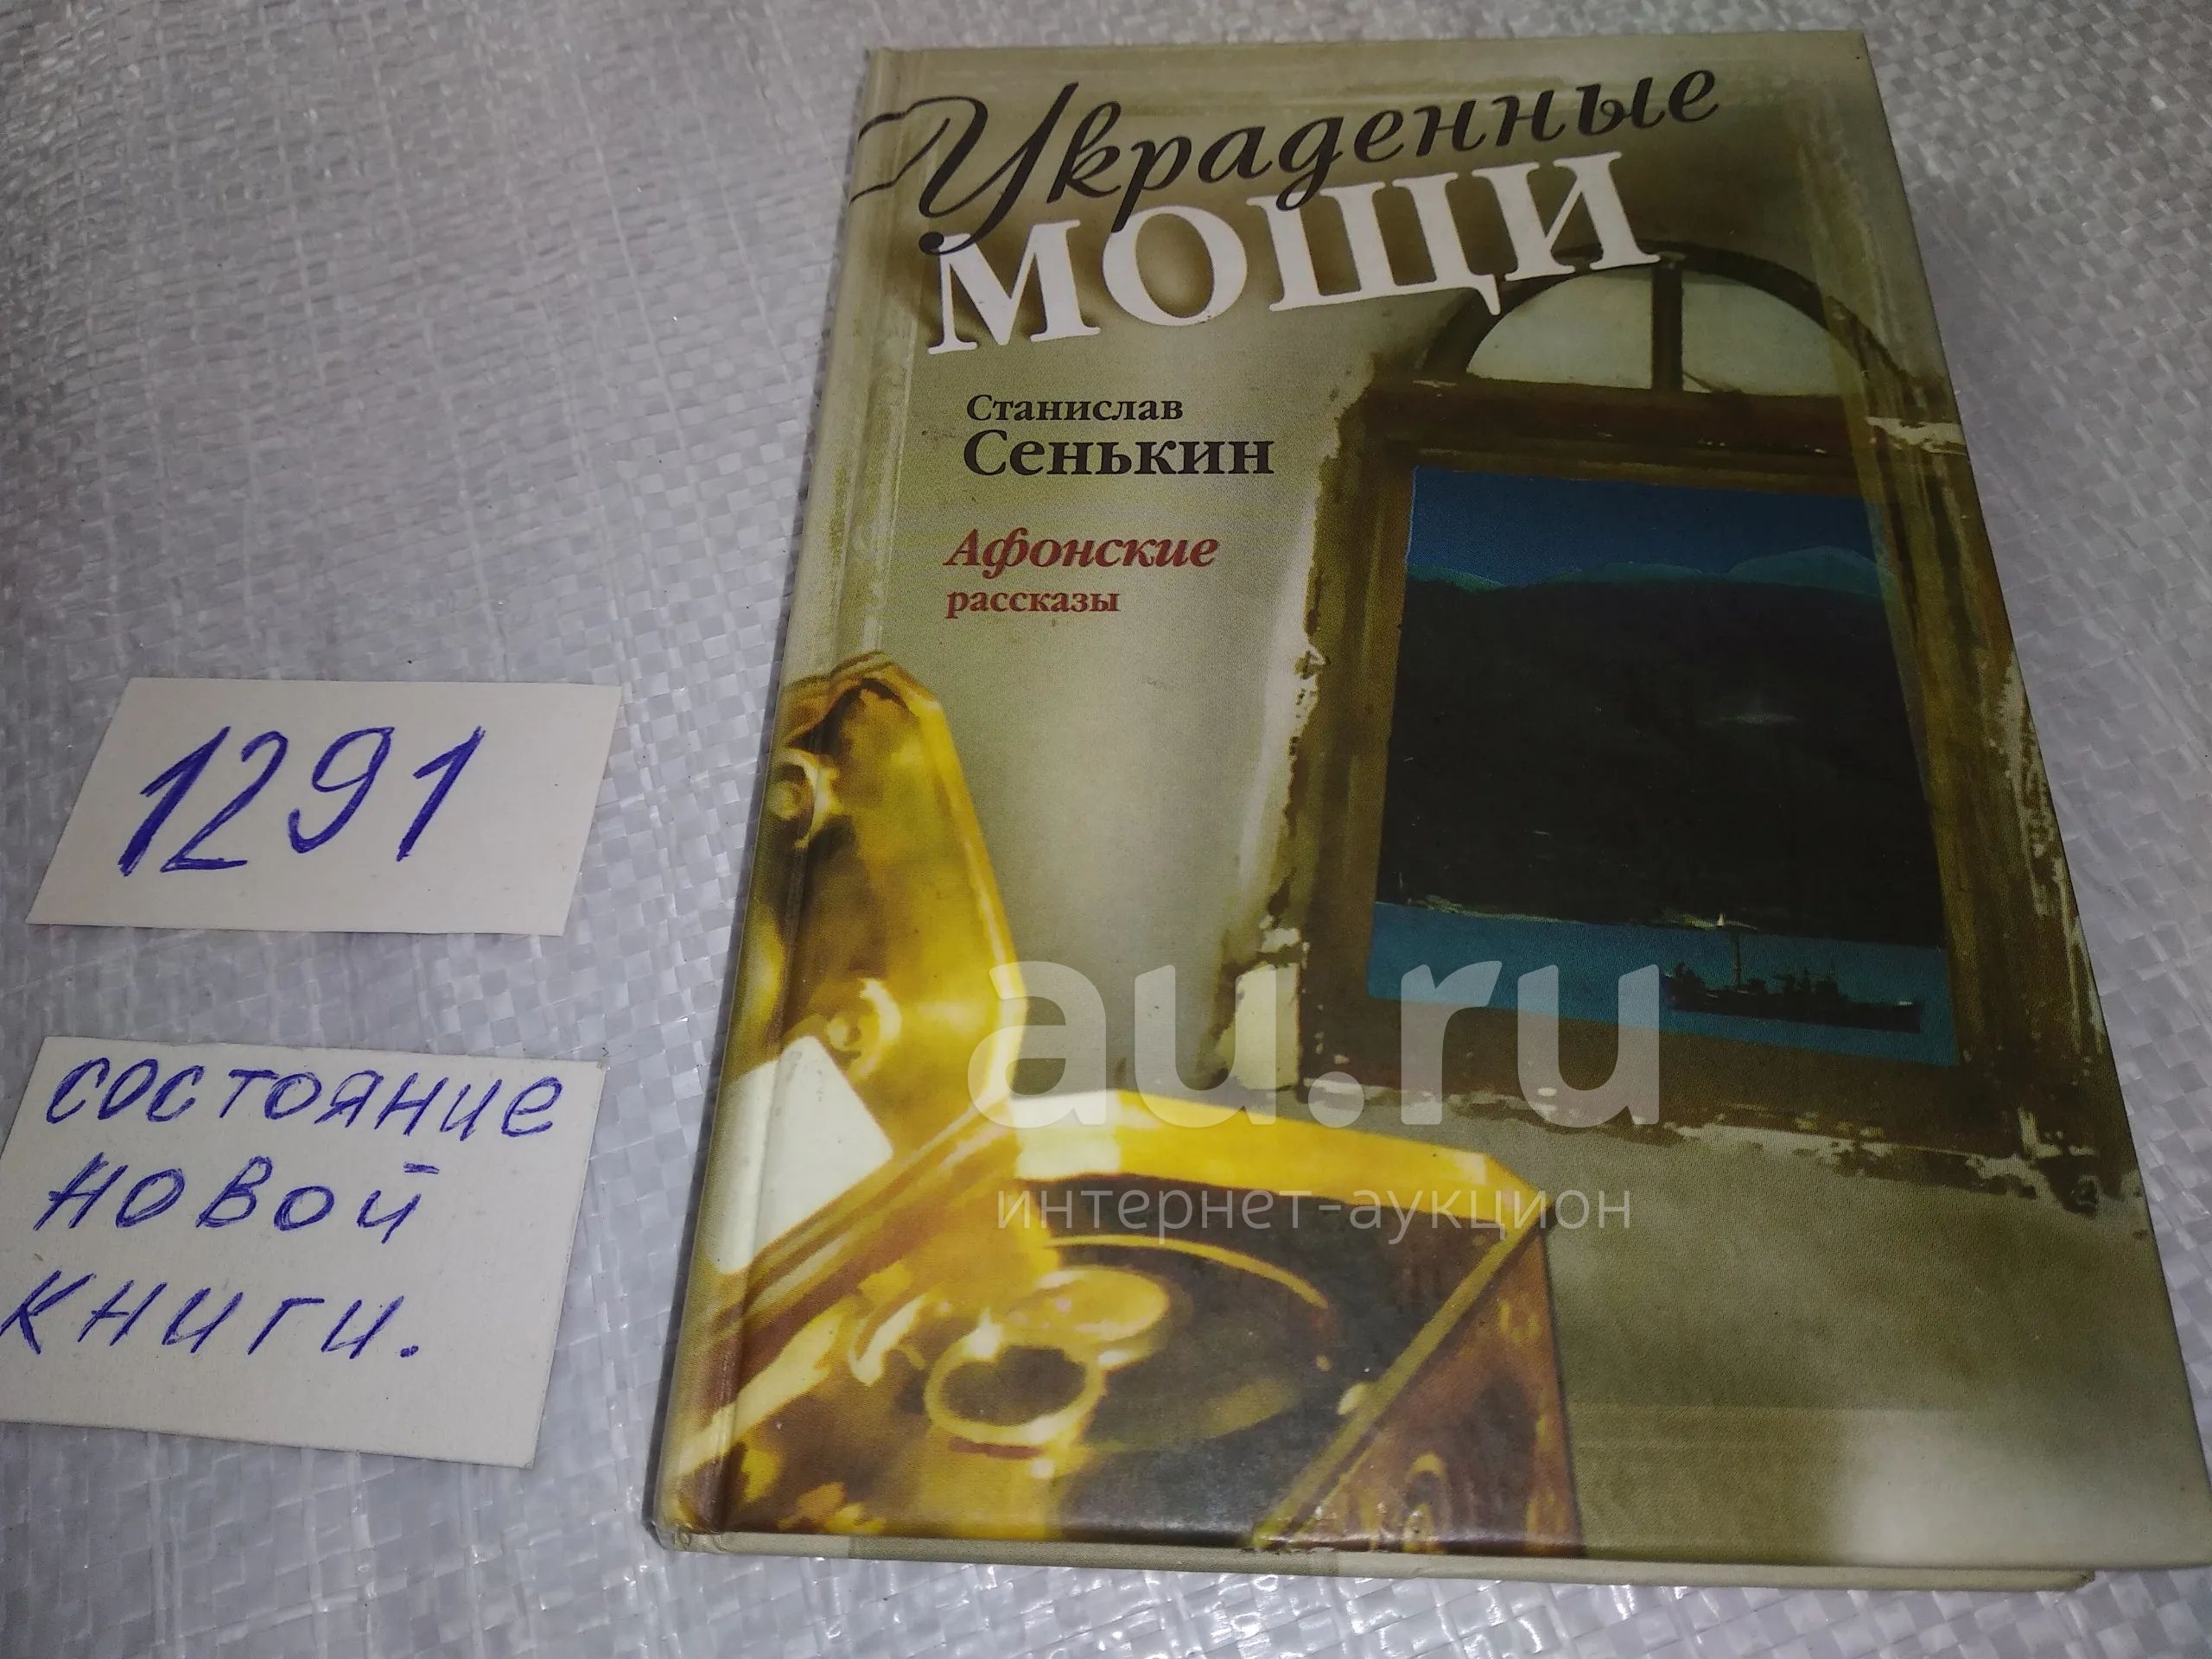 Украденные
МОЩИ
Станислав
Сенькин
Афонские
рассказы
1291
состояние
новой
книги.
au.ru
интернет-аукцион